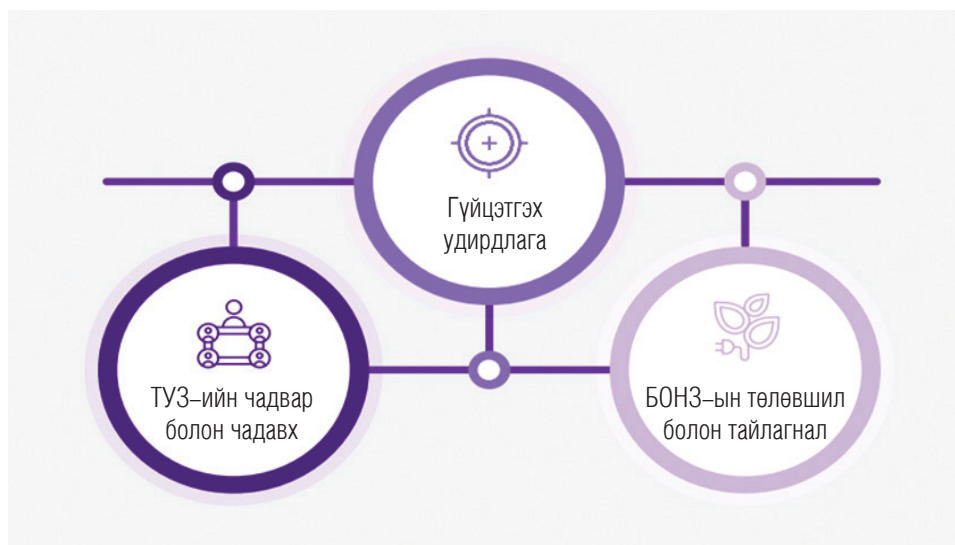 Гүйцэтгэх
удирдлага
ТУЗ–ийн чадвар
болон чадавх
БОНЗ–ын төлөвшил
болон тайлагнал